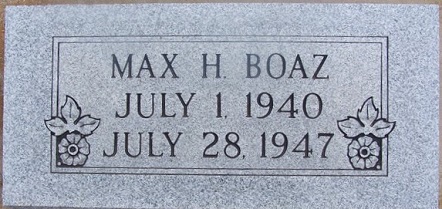 MAX H. BOAZ
JULY 1, 1940
JULY 28, 1947